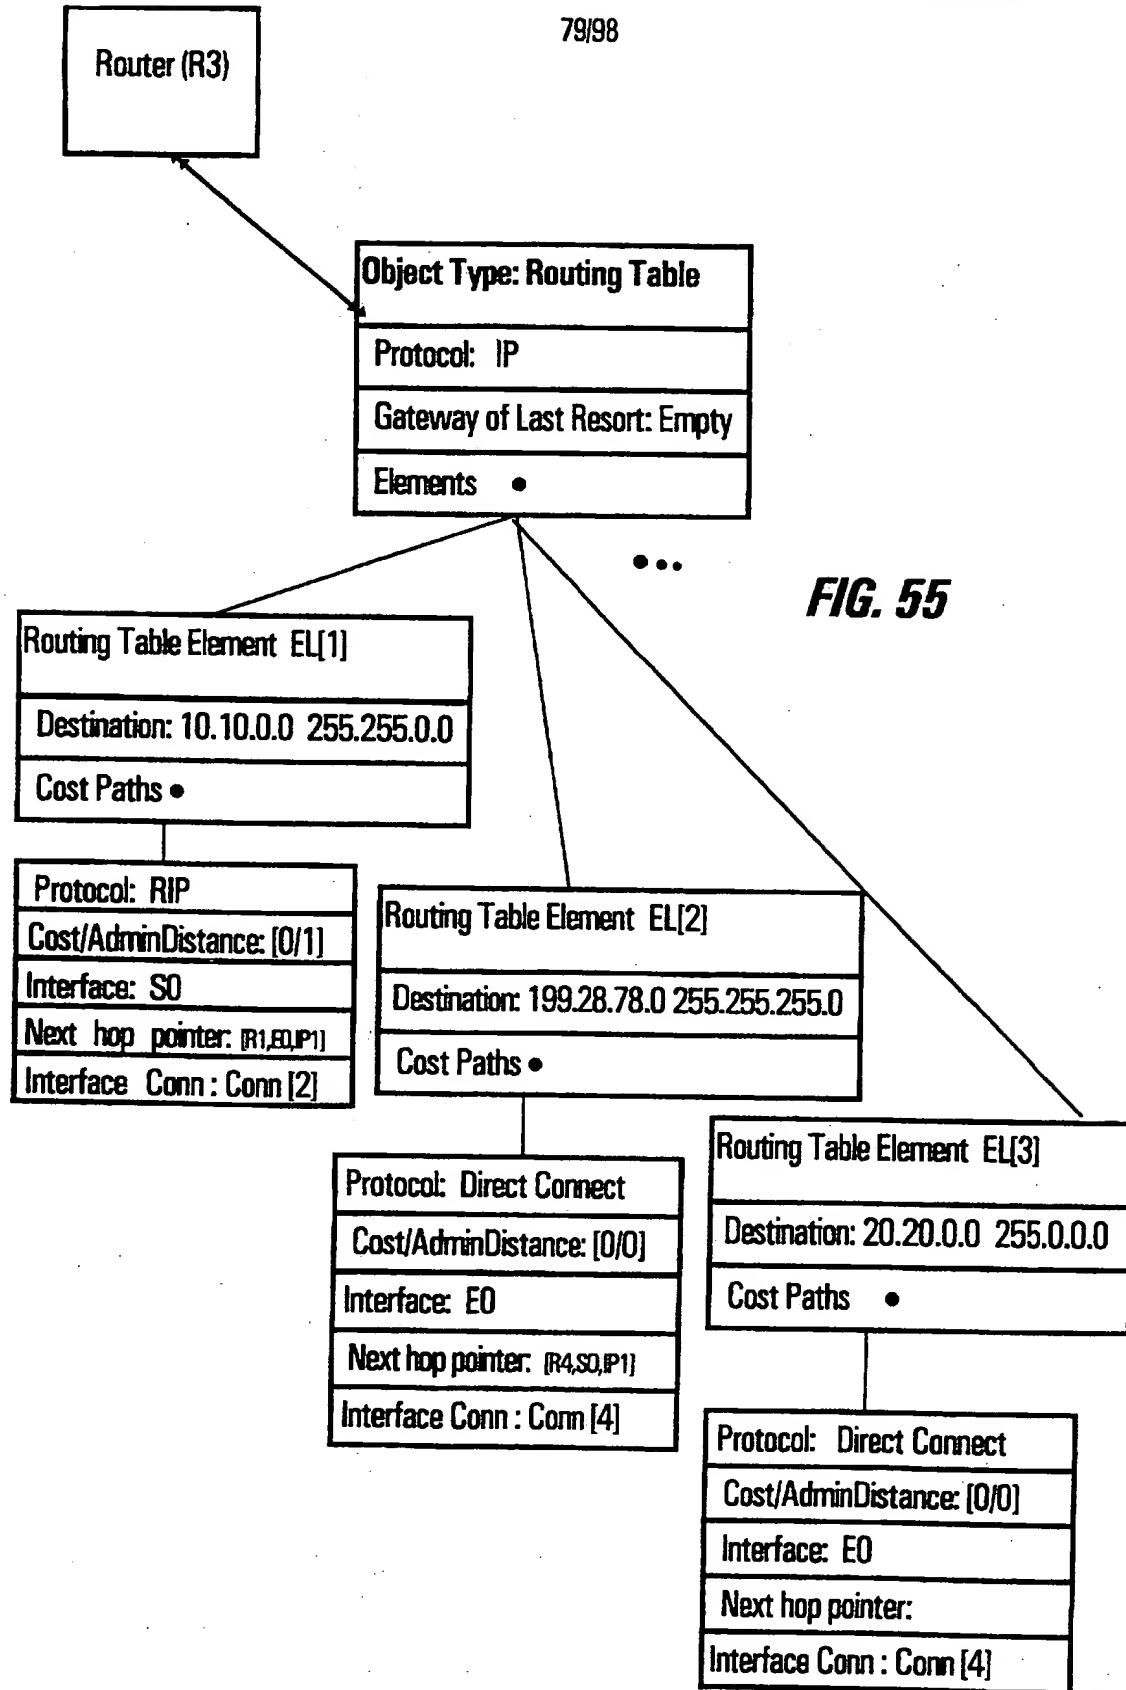 79/98
Router (R3)
Object Type: Routing Table
Protocol: IP
Gateway of Last Resort: Empty
Elements
FIG. 55
Routing Table Element EL[1]
Destination: 10.10.0.0 255.255.0.0
Cost Paths
Protocol: RIP
Cost/AdminDistance: [0/1]
Interface: S0
Next hop pointer: [R1,E0,IP1]
Interface Conn : Conn [2]
Routing Table Element EL[2]
Destination: 199.28.78.0 255.255.255.0
Cost Paths
Protocol: Direct Connect
Cost/AdminDistance: [0/0]
Interface: E0
Next hop pointer: [R4,S0,IP1]
Interface Conn : Conn [4]
Routing Table Element EL[3]
Destination: 20.20.0.0 255.0.0.0
Cost Paths
Protocol: Direct Connect
Cost/AdminDistance: [0/0]
Interface: E0
Next hop pointer:
Interface Conn : Conn [4]